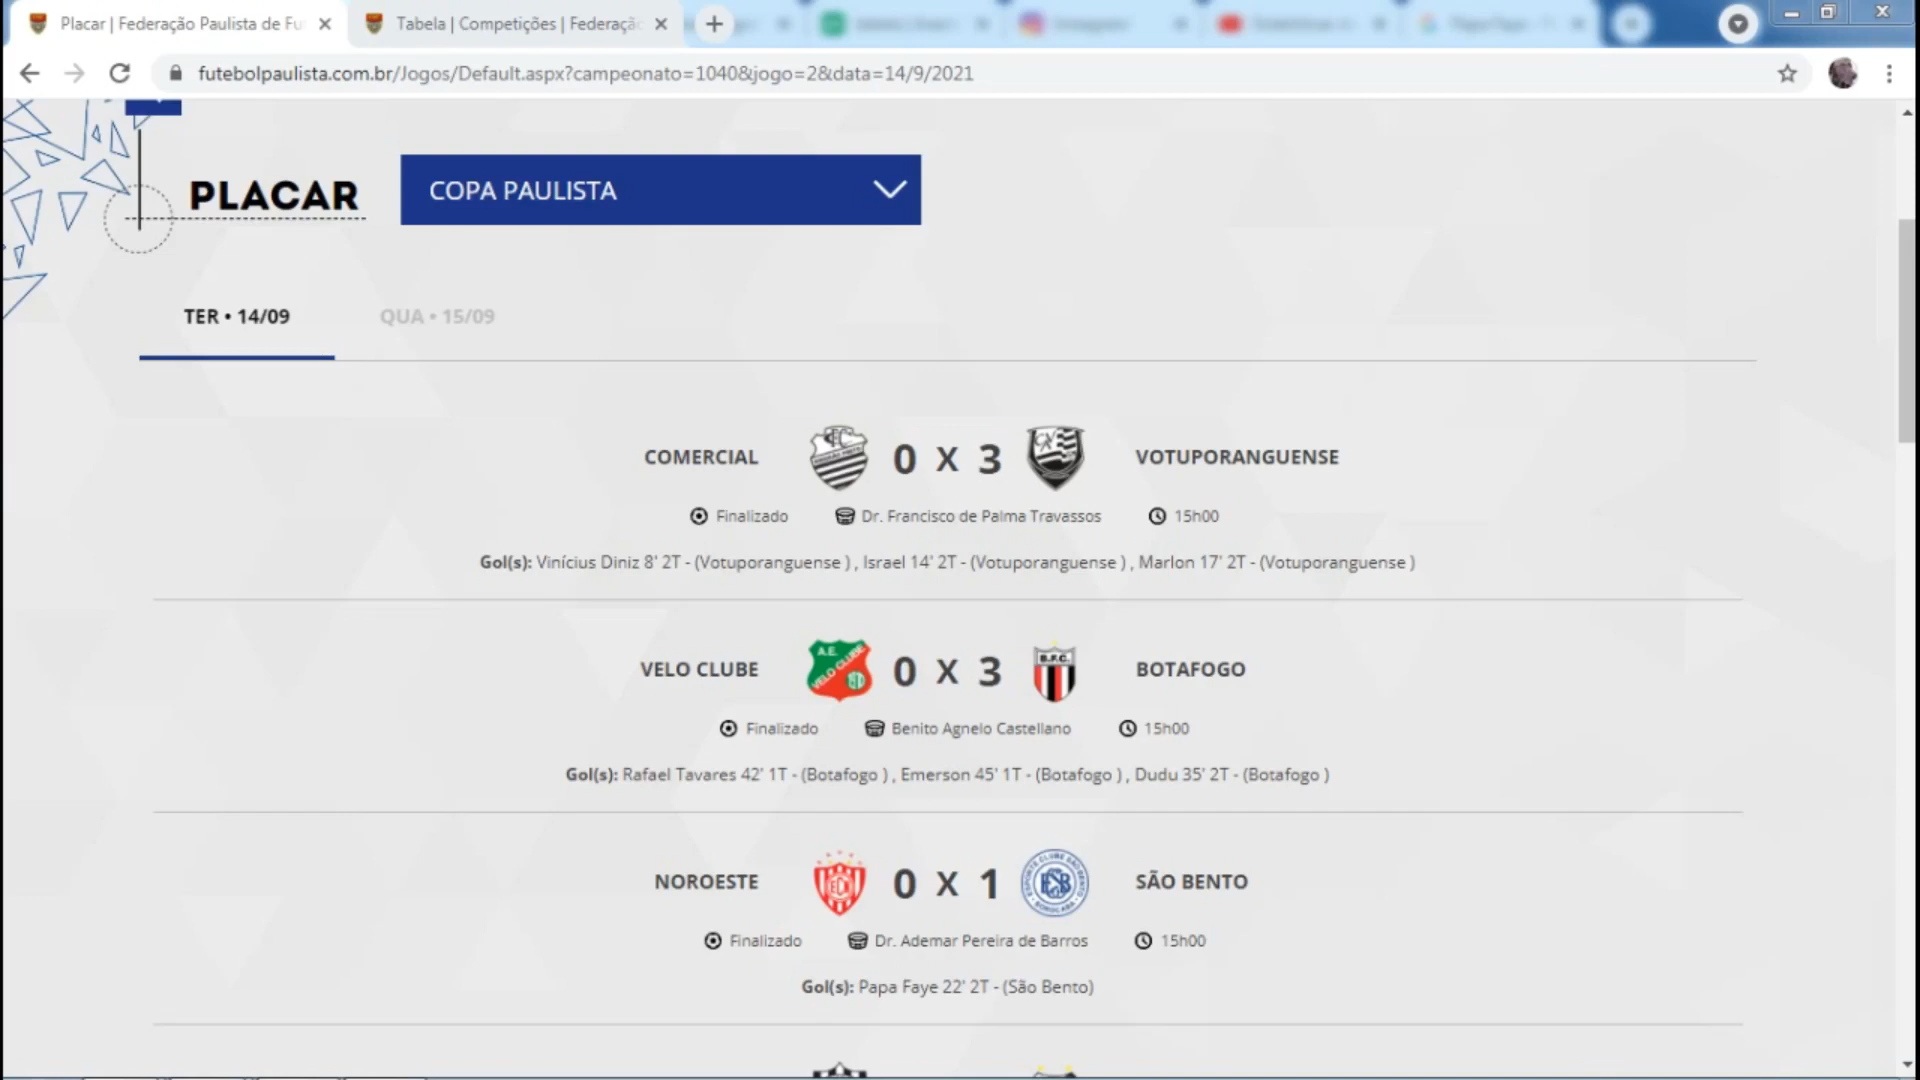 Placar | Federação Paulista de Fu
Tabela | Competições | Federaçã
futebolpaulista.com.br/Jogos/Default.aspx?campeonato=1040&jogo=2&data=14/9/2021
PLACAR
COPA PAULISTA
TER • 14/09
QUA • 15/09
COMERCIAL 0 X 3 VOTUPORANGUENSE
Finalizado Dr. Francisco de Palma Travassos 15h00
Gol(s): Vinícius Diniz 8' 2T - (Votuporanguense ) , Israel 14' 2T - (Votuporanguense ) , Marlon 17' 2T - (Votuporanguense )
VELO CLUBE A.E. VELO CLUBE 0 X 3 B.F.C. BOTAFOGO
Finalizado Benito Agnelo Castellano 15h00
Gol(s): Rafael Tavares 42' 1T - (Botafogo ) , Emerson 45' 1T - (Botafogo ) , Dudu 35' 2T - (Botafogo )
NOROESTE 0 X 1 SÃO BENTO
Finalizado Dr. Ademar Pereira de Barros 15h00
Gol(s): Papa Faye 22' 2T - (São Bento)